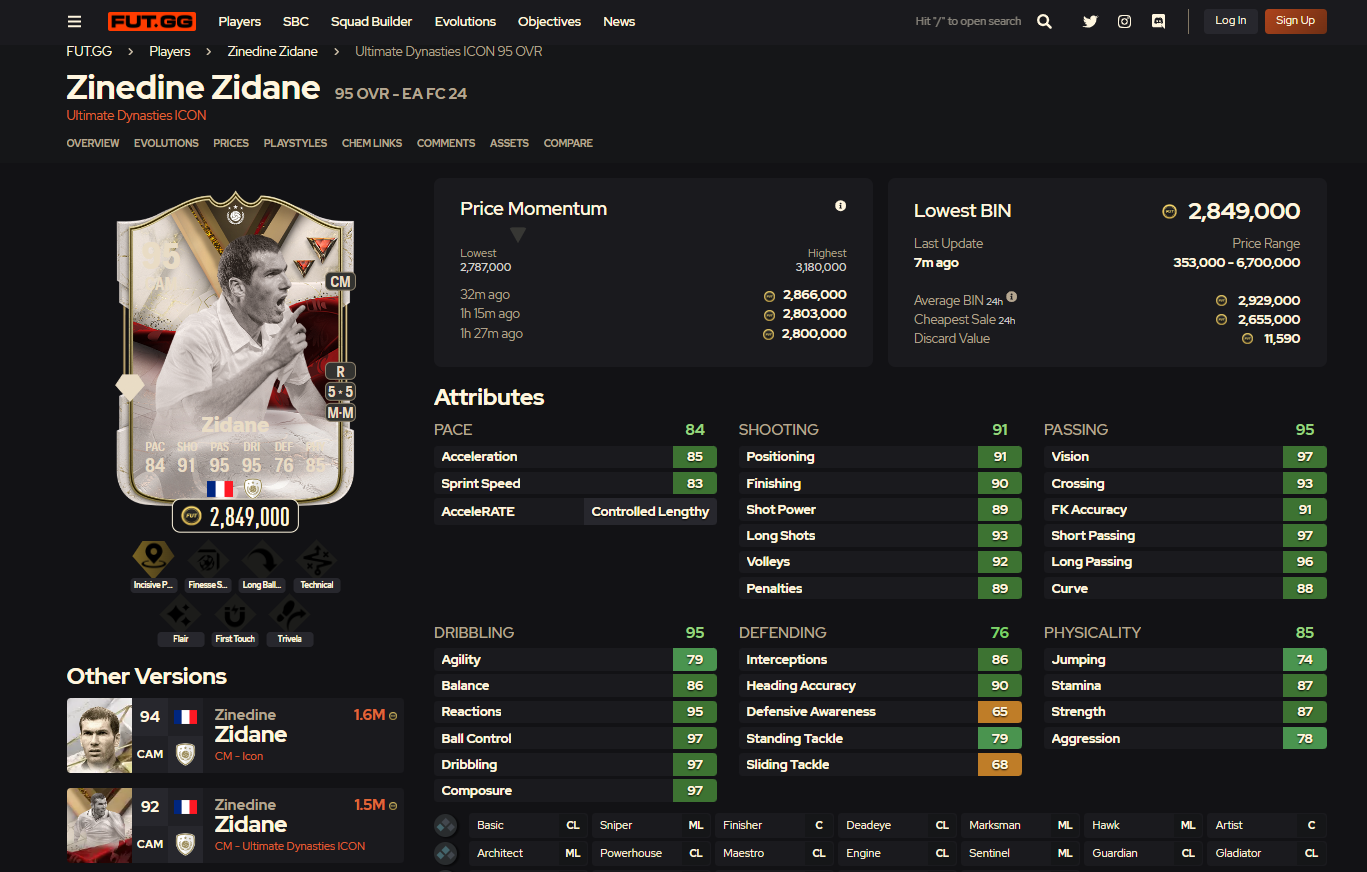 FUT.GG Players SBC Squad Builder Evolutions Objectives News Hit "/" to open search Log In Sign Up
FUT.GG > Players > Zinedine Zidane > Ultimate Dynasties ICON 95 OVR
Zinedine Zidane 95 OVR - EA FC 24
Ultimate Dynasties ICON
OVERVIEW EVOLUTIONS PRICES PLAYSTYLES CHEM LINKS COMMENTS ASSETS COMPARE
95
CM
R
5 • 5
M-M
Zidane
PAC SHO PAS DRI DEF
84 91 95 95 76 85
FUT 2,849,000
Incisive P... Finesse S... Long Ball... Technical
Flair First Touch Trivela
Other Versions
94 Zinedine 1.6M
Zidane
CAM CM - Icon
92 Zinedine 1.5M
Zidane
CAM CM - Ultimate Dynasties ICON
Price Momentum
Lowest Highest
2,787,000 3,180,000
32m ago 2,866,000
1h 15m ago 2,803,000
1h 27m ago 2,800,000
Lowest BIN 2,849,000
Last Update Price Range
7m ago 353,000 - 6,700,000
Average BIN 24h 2,929,000
Cheapest Sale 24h 2,655,000
Discard Value 11,590
Attributes
PACE 84
Acceleration 85
Sprint Speed 83
AcceleRATE Controlled Lengthy
SHOOTING 91
Positioning 91
Finishing 90
Shot Power 89
Long Shots 93
Volleys 92
Penalties 89
PASSING 95
Vision 97
Crossing 93
FK Accuracy 91
Short Passing 97
Long Passing 96
Curve 88
DRIBBLING 95
Agility 79
Balance 86
Reactions 95
Ball Control 97
Dribbling 97
Composure 97
DEFENDING 76
Interceptions 86
Heading Accuracy 90
Defensive Awareness 65
Standing Tackle 79
Sliding Tackle 68
PHYSICALITY 85
Jumping 74
Stamina 87
Strength 87
Aggression 78
Basic CL Sniper ML Finisher C Deadeye CL Marksman ML Hawk ML Artist C
Architect ML Powerhouse CL Maestro CL Engine CL Sentinel ML Guardian CL Gladiator CL